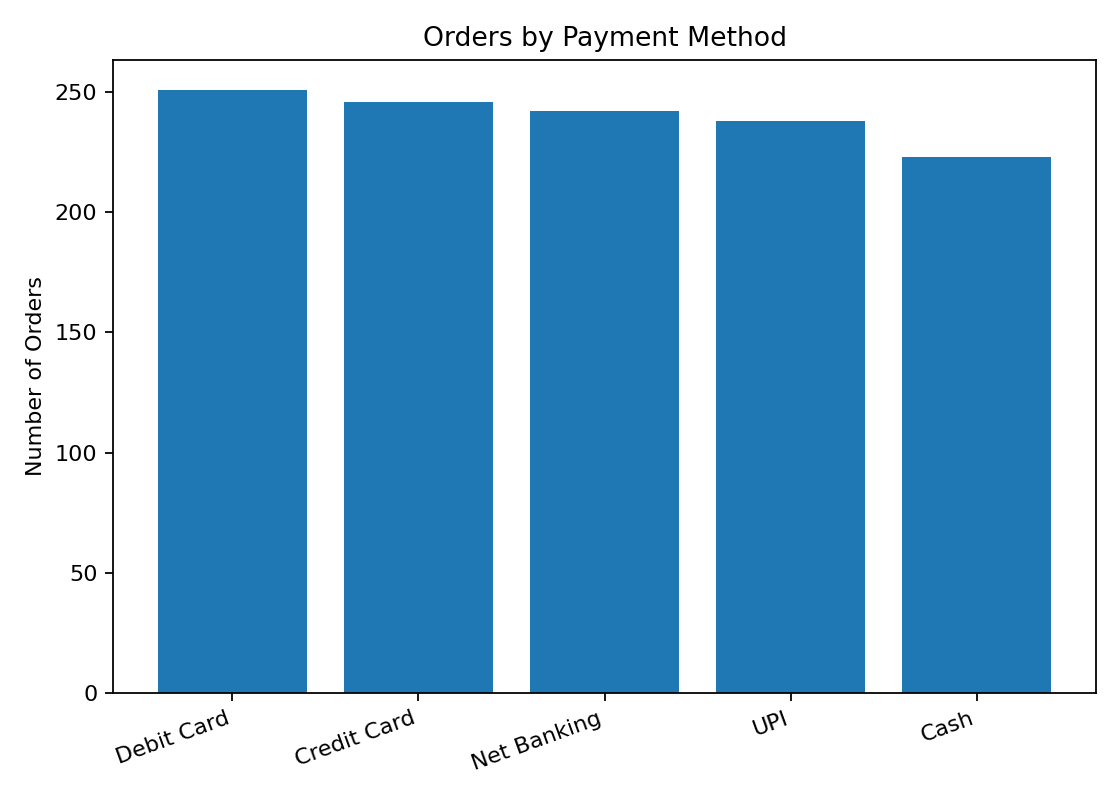 Orders by Payment Method
Number of Orders
250
200
150
100
50
0
Debit Card
Credit Card
Net Banking
UPI
Cash